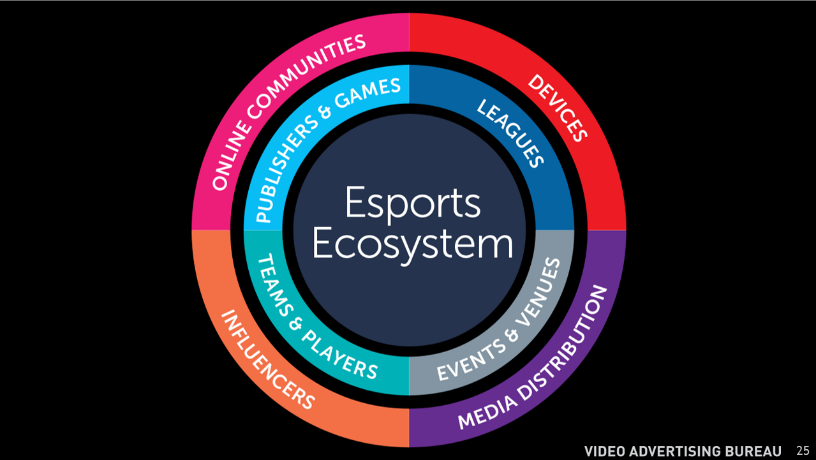 ONLINE COMMUNITIES
DEVICES
PUBLISHERS & GAMES
LEAGUES
Esports
Ecosystem
TEAMS & PLAYERS
EVENTS & VENUES
INFLUENCERS
MEDIA DISTRIBUTION
VIDEO ADVERTISING BUREAU 25